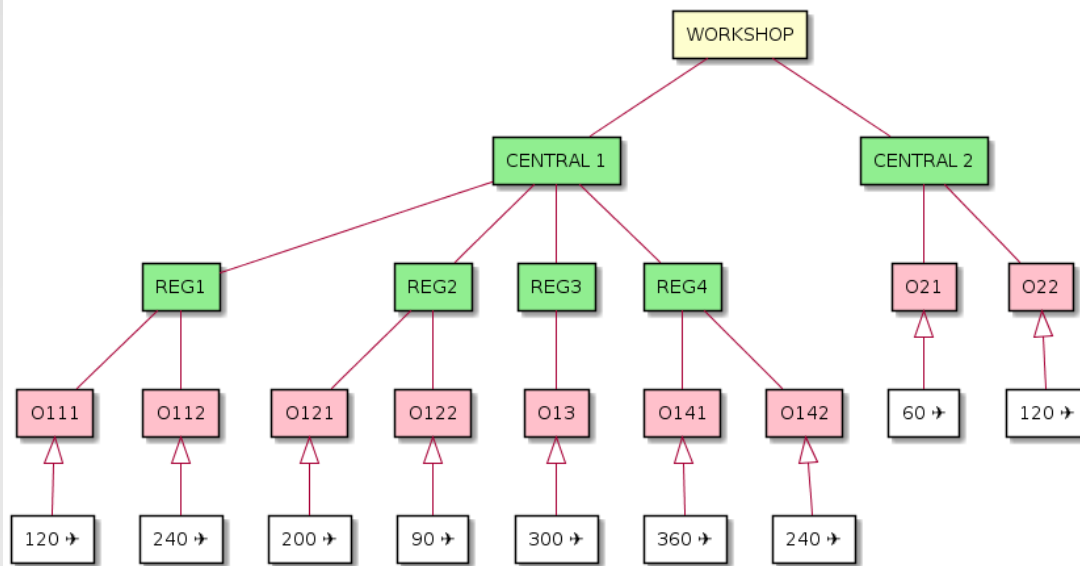 WORKSHOP
CENTRAL 1
CENTRAL 2
REG1
REG2
REG3
REG4
O21
O22
O111
O112
O121
O122
O13
O141
O142
60 ✈
120 ✈
120 ✈
240 ✈
200 ✈
90 ✈
300 ✈
360 ✈
240 ✈